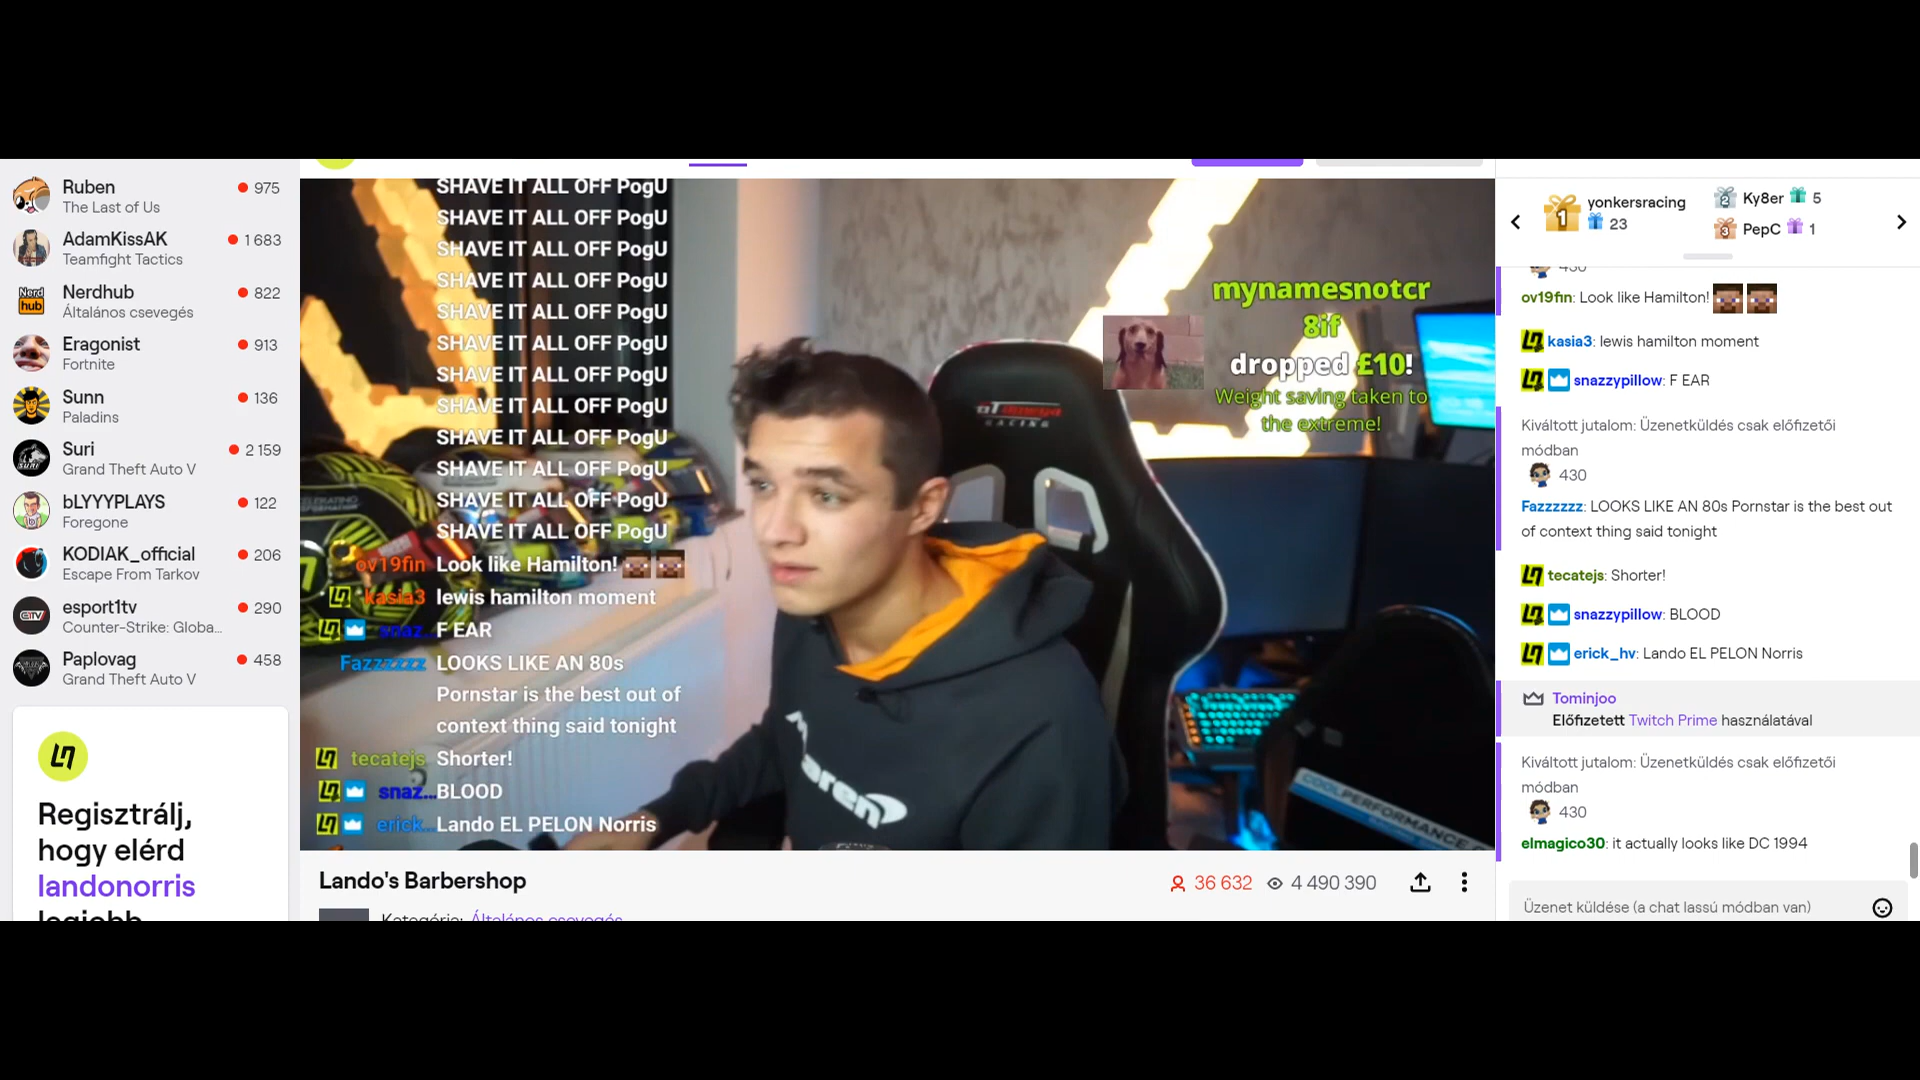 Ruben
975
The Last of Us
AdamKissAK
1 683
Teamfight Tactics
Nerdhub
822
Általános csevegés
Eragonist
913
Fortnite
Sunn
136
Paladins
Suri
2 159
Grand Theft Auto V
bLYYYPLAYS
122
Foregone
KODIAK_official
206
Escape From Tarkov
esport1tv
290
Counter-Strike: Globa...
Paplovag
458
Grand Theft Auto V
Regisztrálj,
hogy elérd
landonorris
legjobb
SHAVE IT ALL OFF PogU
SHAVE IT ALL OFF PogU
SHAVE IT ALL OFF PogU
SHAVE IT ALL OFF PogU
SHAVE IT ALL OFF PogU
SHAVE IT ALL OFF PogU
SHAVE IT ALL OFF PogU
SHAVE IT ALL OFF PogU
SHAVE IT ALL OFF PogU
SHAVE IT ALL OFF PogU
SHAVE IT ALL OFF PogU
SHAVE IT ALL OFF PogU
ov19fin Look like Hamilton!
kasia3 lewis hamilton moment
snaz... F EAR
Fazzzzzz LOOKS LIKE AN 80s
Pornstar is the best out of
context thing said tonight
tecatejs Shorter!
snaz... BLOOD
erick... Lando EL PELON Norris
mynamesnotcr
8if
dropped £10!
Weight saving taken to
the extreme!
RACING
COOLPERFORMANCE
Lando's Barbershop
36 632
4 490 390
Kategória: Általános csevegés
1
yonkersracing
23
2
Ky8er
5
3
PepC
1
430
ov19fin: Look like Hamilton!
kasia3: lewis hamilton moment
snazzypillow: F EAR
Kiváltott jutalom: Üzenetküldés csak előfizetői
módban
430
Fazzzzzz: LOOKS LIKE AN 80s Pornstar is the best out
of context thing said tonight
tecatejs: Shorter!
snazzypillow: BLOOD
erick_hv: Lando EL PELON Norris
Tominjoo
Előfizetett Twitch Prime használatával
Kiváltott jutalom: Üzenetküldés csak előfizetői
módban
430
elmagico30: it actually looks like DC 1994
Üzenet küldése (a chat lassú módban van)